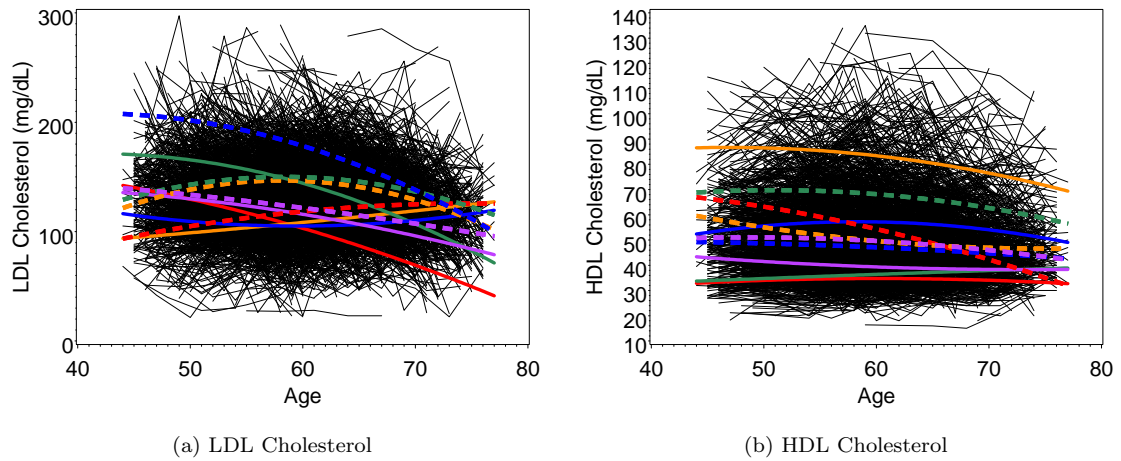 300
200
100
0
LDL Cholesterol (mg/dL)
40 50 60 70 80
Age
(a) LDL Cholesterol
140
130
120
110
100
90
80
70
60
50
40
30
20
10
HDL Cholesterol (mg/dL)
40 50 60 70 80
Age
(b) HDL Cholesterol